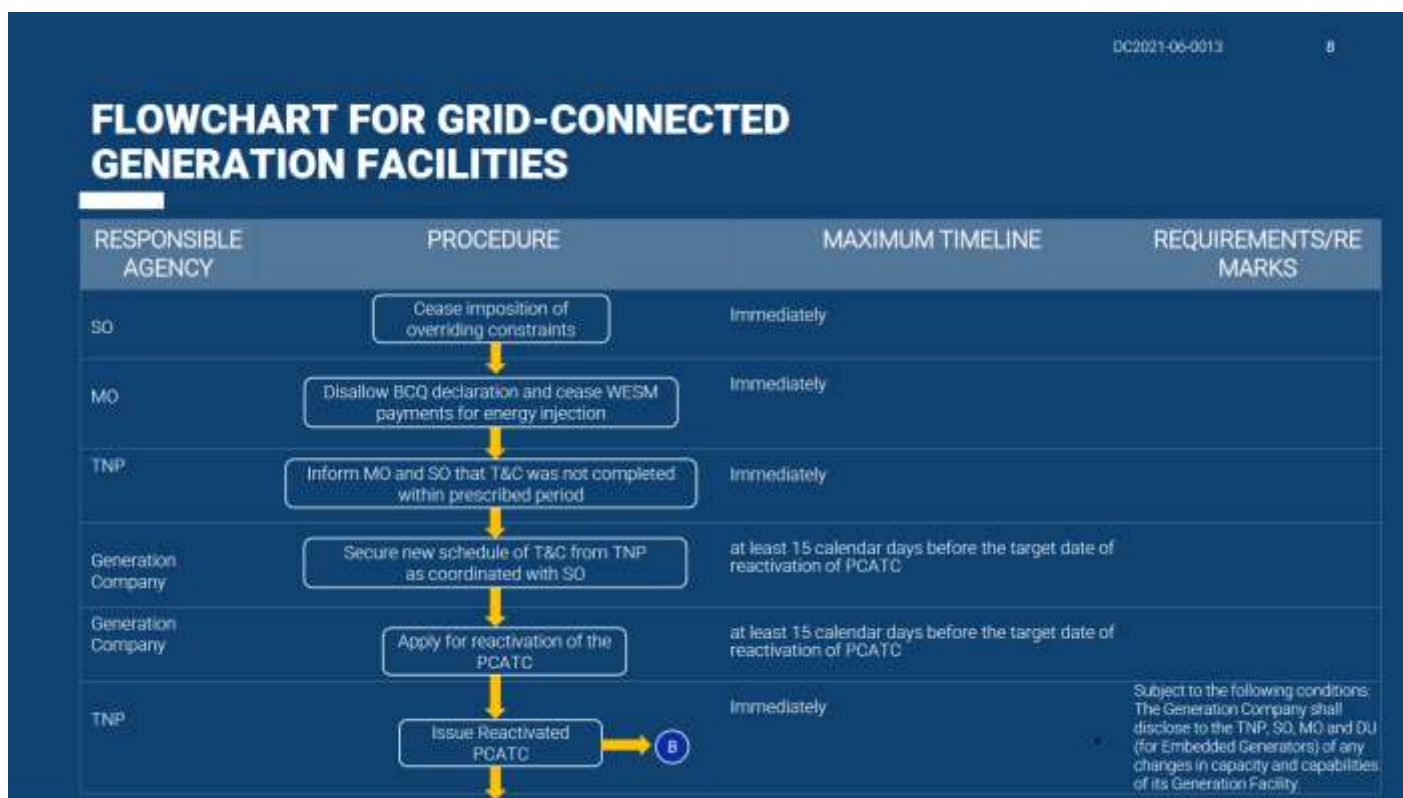 DC2021-06-0013 8
FLOWCHART FOR GRID-CONNECTED
GENERATION FACILITIES
RESPONSIBLE
AGENCY
PROCEDURE
MAXIMUM TIMELINE
REQUIREMENTS/RE
MARKS
SO
Cease imposition of
overriding constraints
Immediately
MO
Disallow BCQ declaration and cease WESM
payments for energy injection
Immediately
TNP
Inform MO and SO that T&C was not completed
within prescribed period
Immediately
Generation
Company
Secure new schedule of T&C from TNP
as coordinated with SO
at least 15 calendar days before the target date of
reactivation of PCATC
Generation
Company
Apply for reactivation of the
PCATC
at least 15 calendar days before the target date of
reactivation of PCATC
TNP
Issue Reactivated
PCATC
B
Immediately
Subject to the following conditions:
The Generation Company shall
disclose to the TNP, SO, MO and DU
(for Embedded Generators) of any
changes in capacity and capabilities
of its Generation Facility